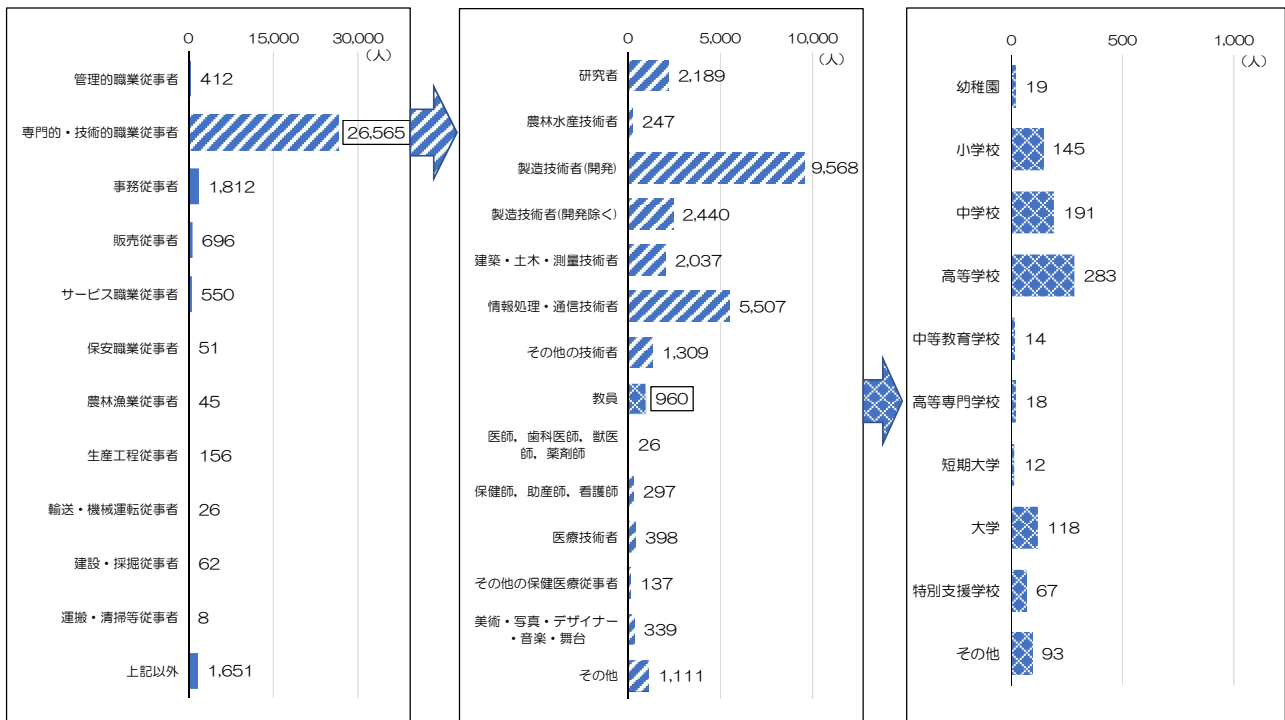 0 15,000 30,000
(人)
管理的職業従事者 412
専門的・技術的職業従事者 26,565
事務従事者 1,812
販売従事者 696
サービス職業従事者 550
保安職業従事者 51
農林漁業従事者 45
生産工程従事者 156
輸送・機械運転従事者 26
建設・採掘従事者 62
運搬・清掃等従事者 8
上記以外 1,651
0 5,000 10,000
(人)
研究者 2,189
農林水産技術者 247
製造技術者(開発) 9,568
製造技術者(開発除く) 2,440
建築・土木・測量技術者 2,037
情報処理・通信技術者 5,507
その他の技術者 1,309
教員 960
医師，歯科医師，獣医
師，薬剤師 26
保健師，助産師，看護師 297
医療技術者 398
その他の保健医療従事者 137
美術・写真・デザイナー
・音楽・舞台 339
その他 1,111
0 500 1,000
(人)
幼稚園 19
小学校 145
中学校 191
高等学校 283
中等教育学校 14
高等専門学校 18
短期大学 12
大学 118
特別支援学校 67
その他 93